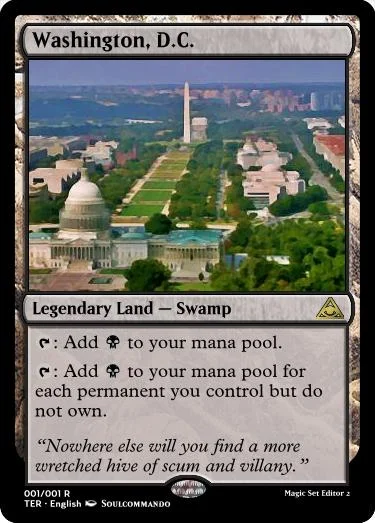 Washington, D.C.
Legendary Land — Swamp
: Add to your mana pool.
: Add to your mana pool for
each permanent you control but do
not own.
“Nowhere else will you find a more
wretched hive of scum and villany.”
001/001 R
TER • English SOULCOMMANDO
Magic Set Editor 2